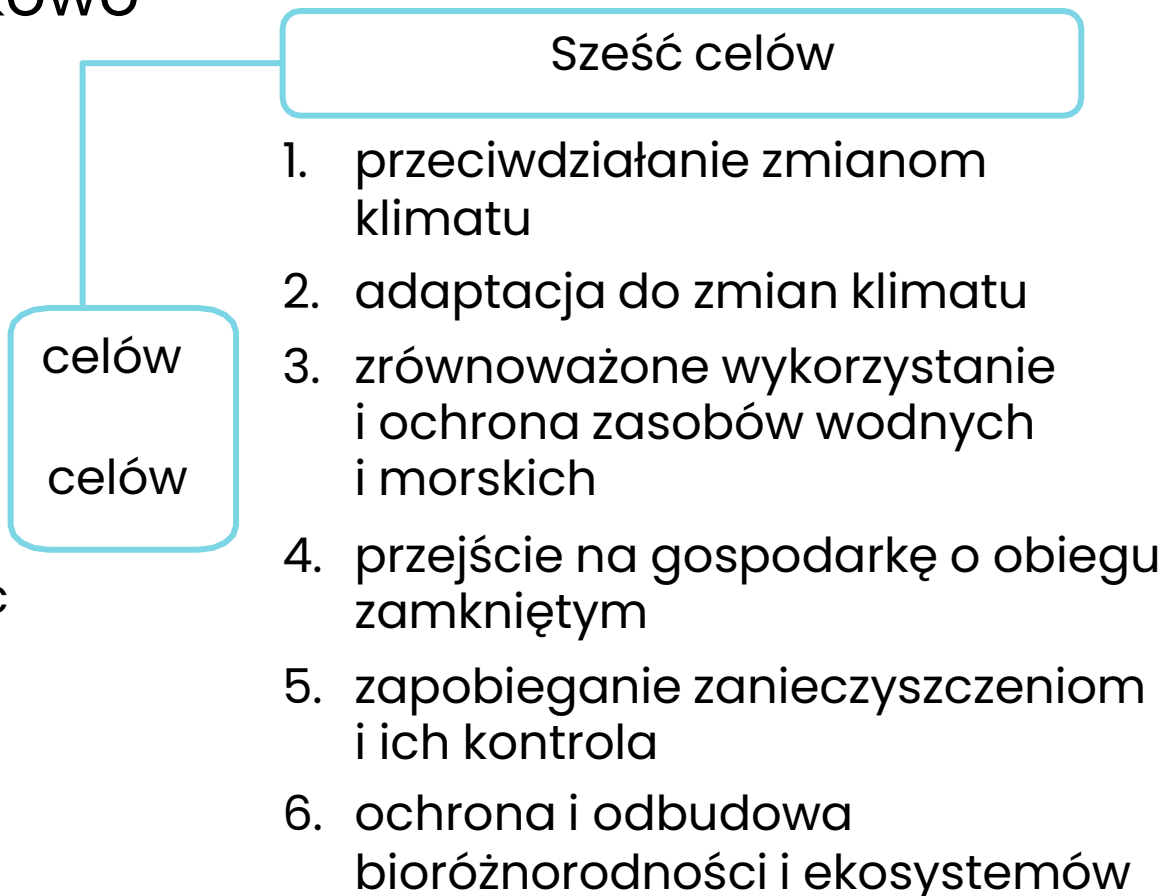 Sześć celów
1. przeciwdziałanie zmianom
klimatu
2. adaptacja do zmian klimatu
celów
3. zrównoważone wykorzystanie
i ochrona zasobów wodnych
celów
i morskich
4. przejście na gospodarkę o obiegu
zamkniętym
5. zapobieganie zanieczyszczeniom
i ich kontrola
6. ochrona i odbudowa
bioróżnorodności i ekosystemów